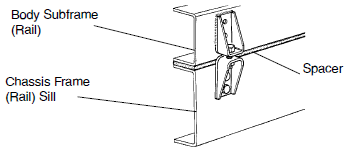 Body Subframe
(Rail)
Spacer
Chassis Frame
(Rail) Sill